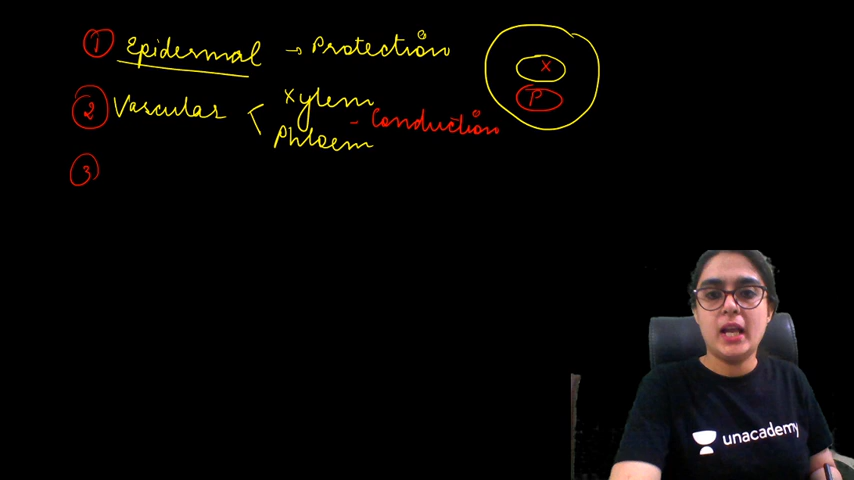 1 Epidermal → Protection
X
2 Vascular < Xylem
P
Phloem - Conduction
3
unacademy